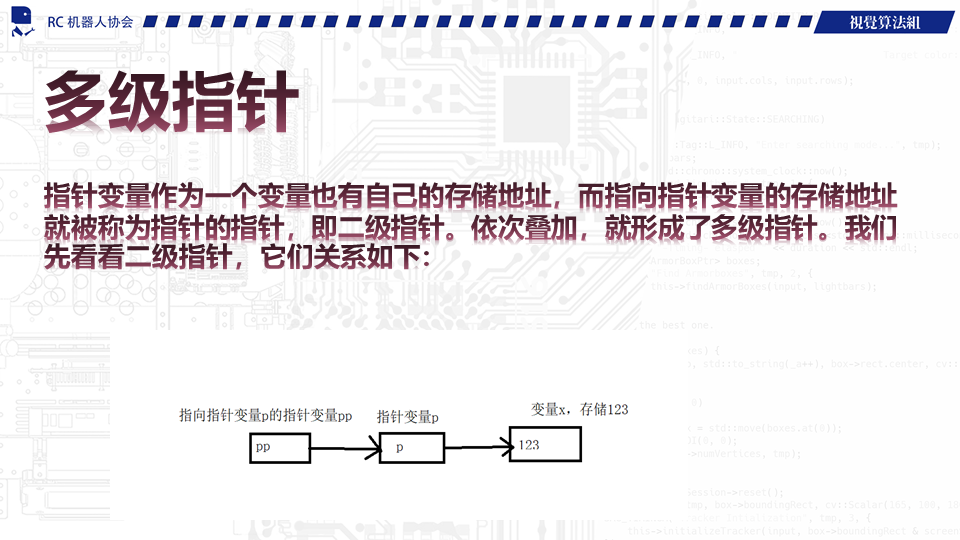 RC 机器人协会
視覺算法組
多级指针
指针变量作为一个变量也有自己的存储地址，而指向指针变量的存储地址
就被称为指针的指针，即二级指针。依次叠加，就形成了多级指针。我们
先看看二级指针，它们关系如下：
指向指针变量p的指针变量pp
指针变量p
变量x，存储123
pp
p
123